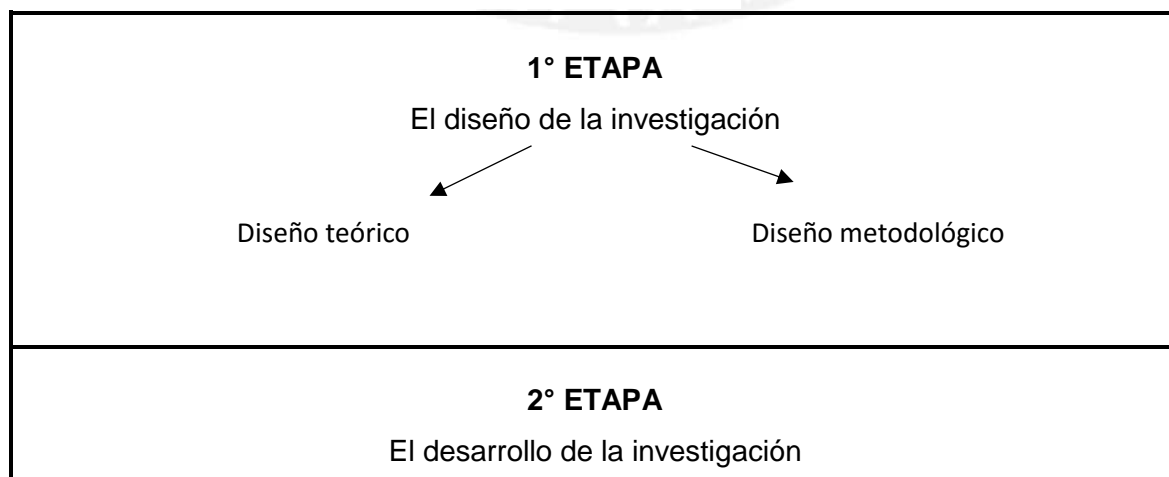 1° ETAPA
El diseño de la investigación
Diseño teórico Diseño metodológico
2° ETAPA
El desarrollo de la investigación